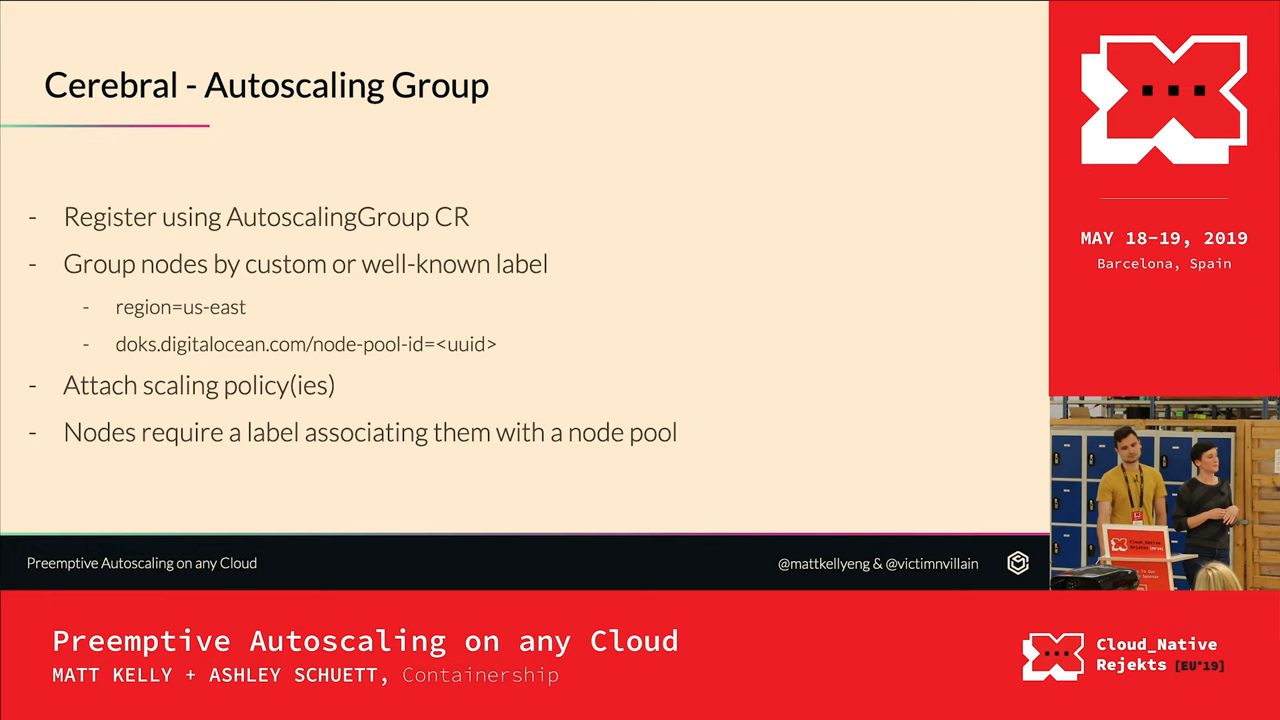 Cerebral - Autoscaling Group
- Register using AutoscalingGroup CR
- Group nodes by custom or well-known label
- region=us-east
- doks.digitalocean.com/node-pool-id=<uuid>
- Attach scaling policy(ies)
- Nodes require a label associating them with a node pool
Preemptive Autoscaling on any Cloud
@mattkellyeng & @victimnvillain
MAY 18-19, 2019
Barcelona, Spain
Cloud_Native
Rejekts
Preemptive Autoscaling on any Cloud
MATT KELLY + ASHLEY SCHUETT, Containership
Cloud_Native
Rejekts [EU*19]